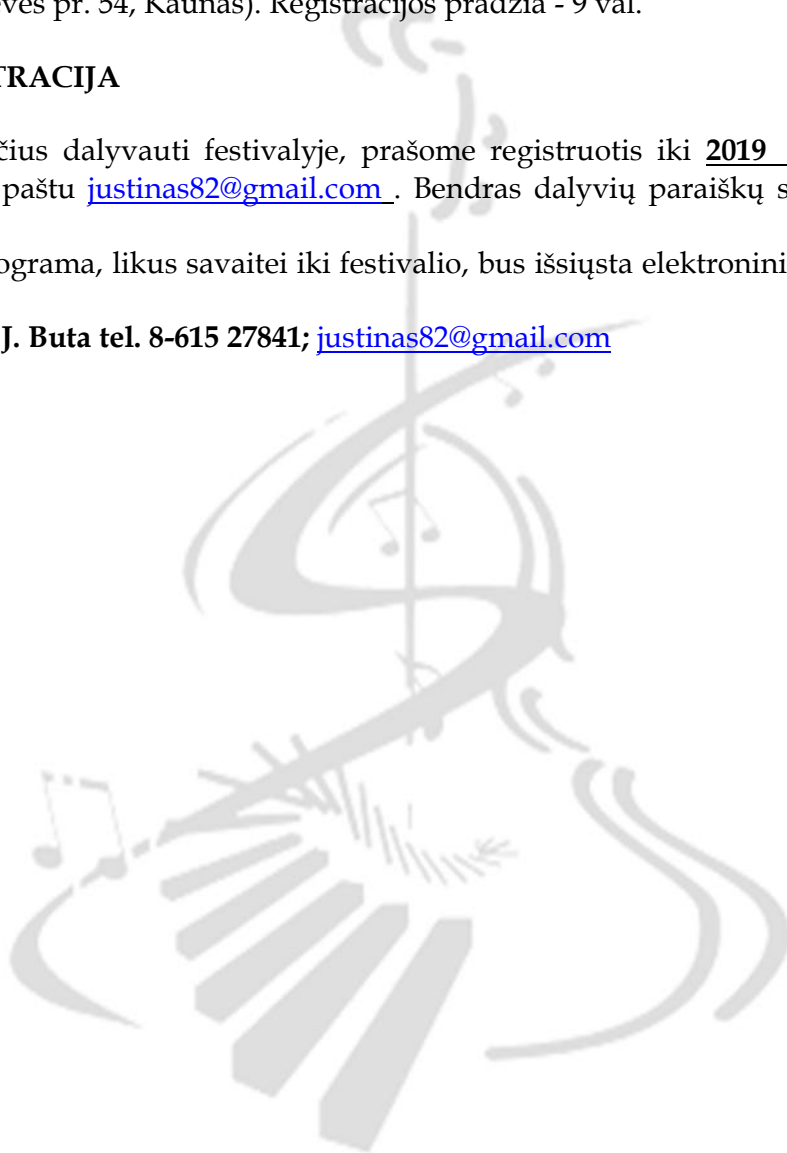 vės pr. 54, Kaunas). Registracijos pradžia - 9 val.
TRACIJA
čius dalyvauti festivalyje, prašome registruotis iki 2019
paštu justinas82@gmail.com . Bendras dalyvių paraiškų s
ograma, likus savaitei iki festivalio, bus išsiųsta elektronini
J. Buta tel. 8-615 27841; justinas82@gmail.com